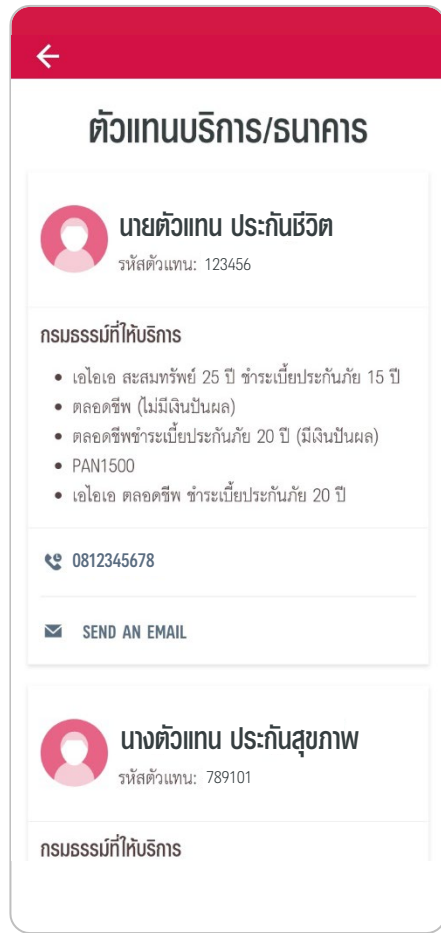 ตัวแทนบริการ/ธนาคาร
นายตัวแทน ประกันชีวิต
รหัสตัวแทน: 123456
กรมธรรม์ที่ให้บริการ
• เอไอเอ สะสมทรัพย์ 25 ปี ชำระเบี้ยประกันภัย 15 ปี
• ตลอดชีพ (ไม่มีเงินปันผล)
• ตลอดชีพชำระเบี้ยประกันภัย 20 ปี (มีเงินปันผล)
• PAN1500
• เอไอเอ ตลอดชีพ ชำระเบี้ยประกันภัย 20 ปี
0812345678
SEND AN EMAIL
นางตัวแทน ประกันสุขภาพ
รหัสตัวแทน: 789101
กรมธรรม์ที่ให้บริการ